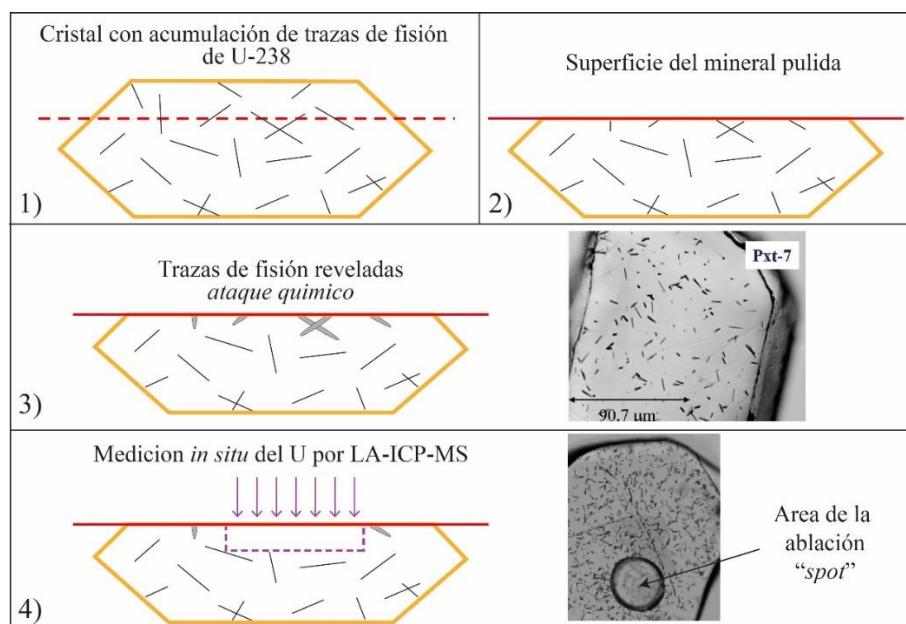 Cristal con acumulación de trazas de fisión
de U-238
1)
Superficie del mineral pulida
2)
Trazas de fisión reveladas
ataque quimico
3)
Pxt-7
90.7 µm
Medicion in situ del U por LA-ICP-MS
4)
Area de la
ablación
“spot”